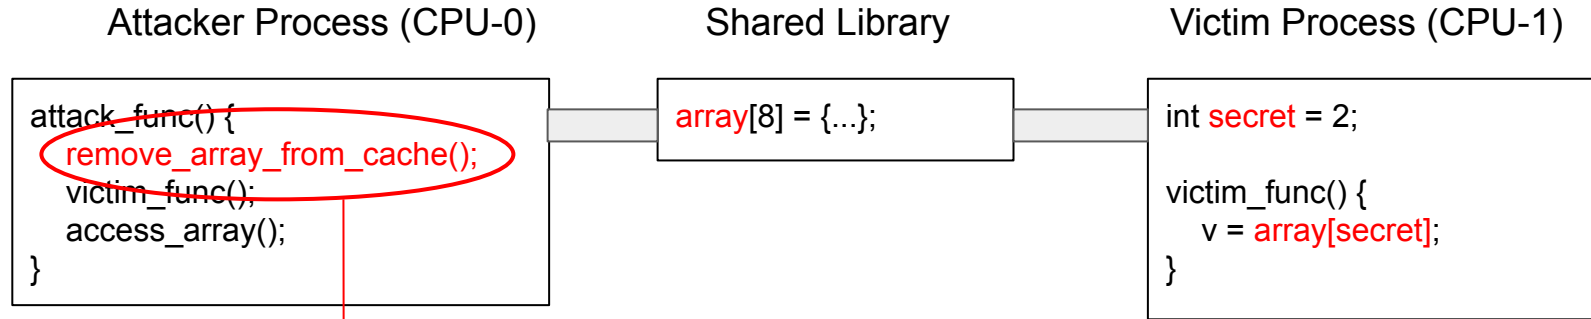 Attacker Process (CPU-0)
Shared Library
Victim Process (CPU-1)
attack_func() {
remove_array_from_cache();
victim_func();
access_array();
}
array[8] = {...};
int secret = 2;
victim_func() {
v = array[secret];
}